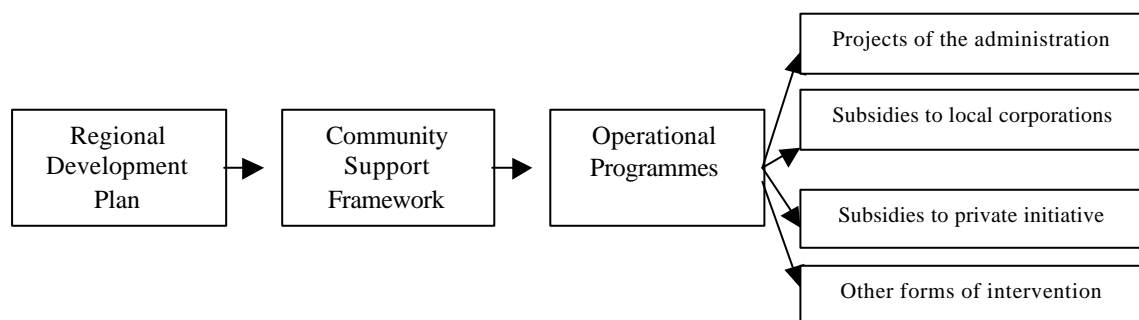 Regional
Development
Plan
Community
Support
Framework
Operational
Programmes
Projects of the administration
Subsidies to local corporations
Subsidies to private initiative
Other forms of intervention